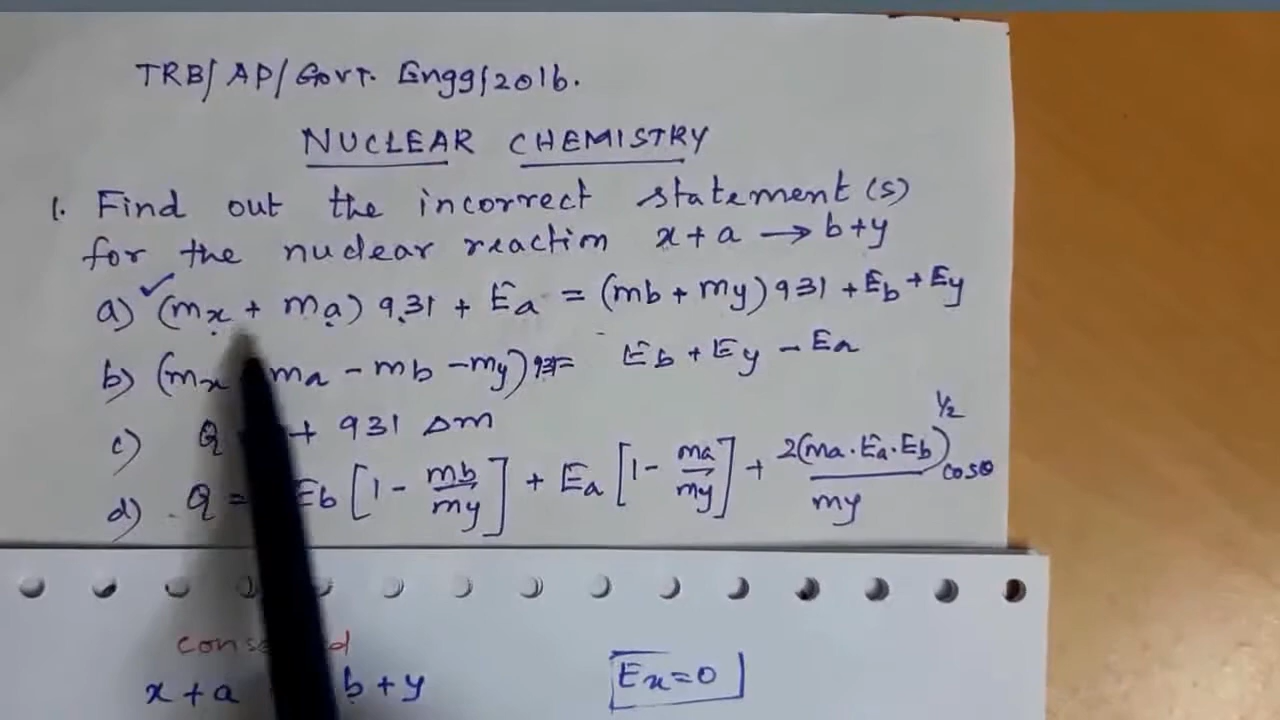 TRB/AP/Govt. Engg/2016.
NUCLEAR CHEMISTRY
1. Find out the incorrect statement(s)
for the nuclear reaction x + a → b + y
a) ✓ (mx + ma) 931 + Ea = (mb + my) 931 + Eb + Ey
b) (mx ma - mb - my) 931 = Eb + Ey - Ea
c) Q + 931 Δm
d) Q = Eb [1 - mb/my] + Ea [1 - ma/my] + 2(ma·Ea·Eb)^1/2 / my cosθ
x + a b + y Ex = 0